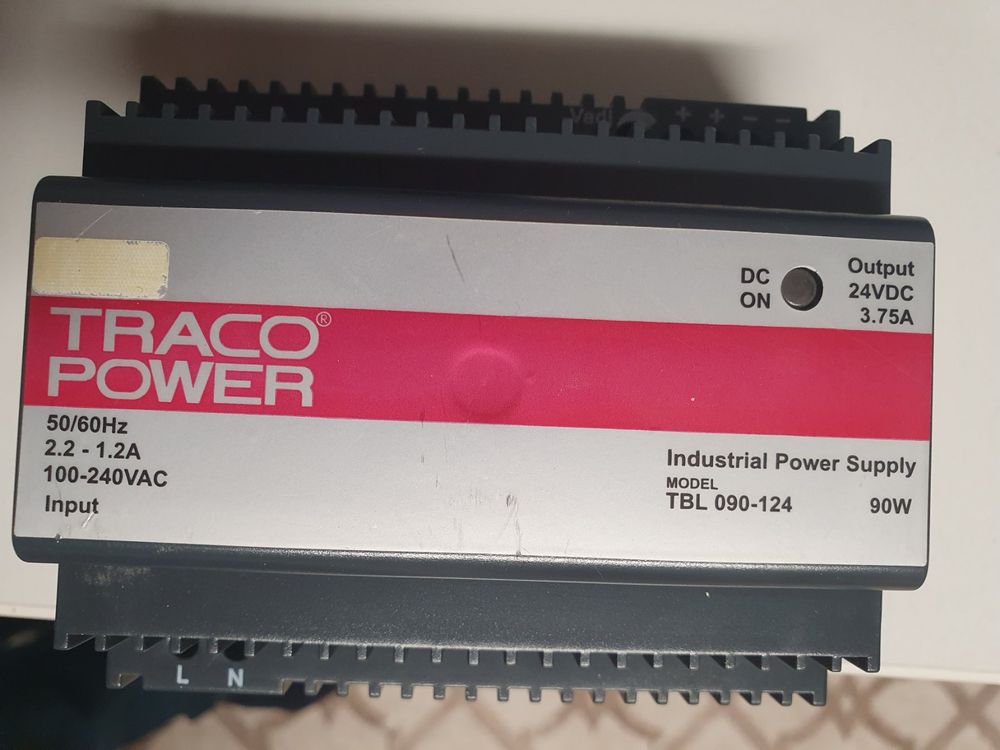 + + - -
DC
ON
Output
24VDC
3.75A
TRACO®
POWER
50/60Hz
2.2 - 1.2A
100-240VAC
Input
Industrial Power Supply
MODEL
TBL 090-124 90W
L N